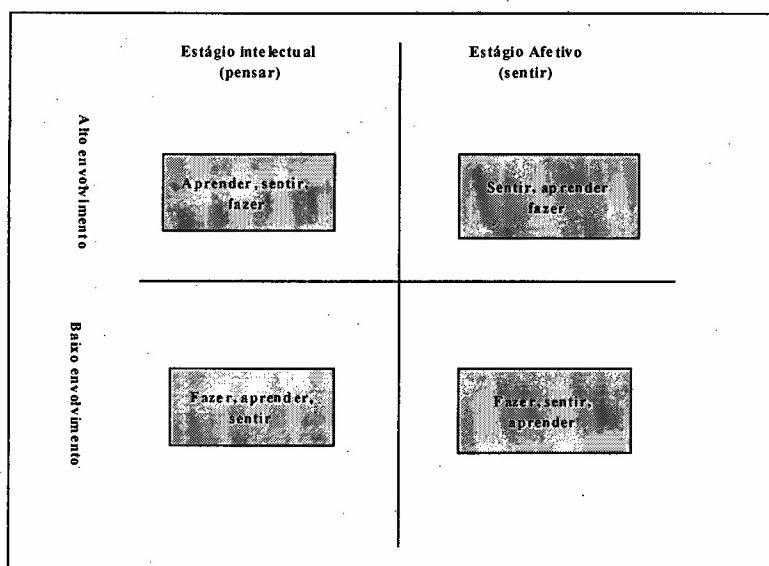 Estágio intelectual
(pensar)
Estágio Afetivo
(sentir)
Alto envolvimento
Aprender, sentir,
fazer
Sentir, aprender
fazer
Baixo envolvimento
Fazer, aprender,
sentir
Fazer, sentir,
aprender